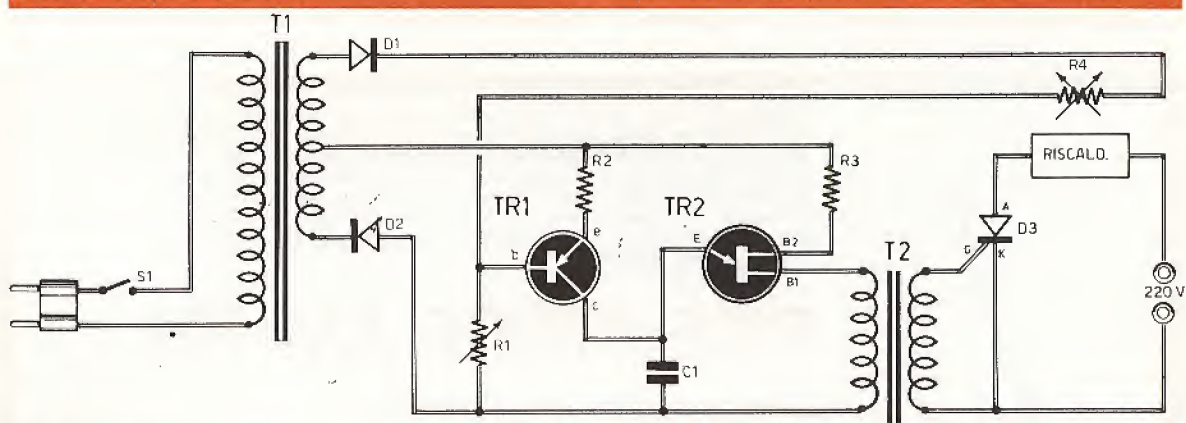 T1
D1
R4
R2
R3
RISCALD.
TR1
TR2
D2
e
b
c
E
B2
B1
A
D3
G
K
T2
S1
220 V
R1
C1